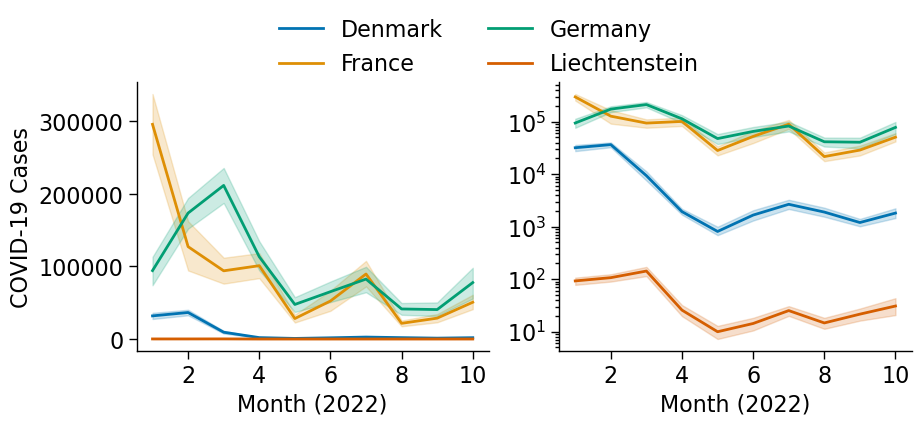 Denmark
France
Germany
Liechtenstein
COVID-19 Cases
300000
200000
100000
0
2 4 6 8 10
Month (2022)
10⁵
10⁴
10³
10²
10¹
2 4 6 8 10
Month (2022)